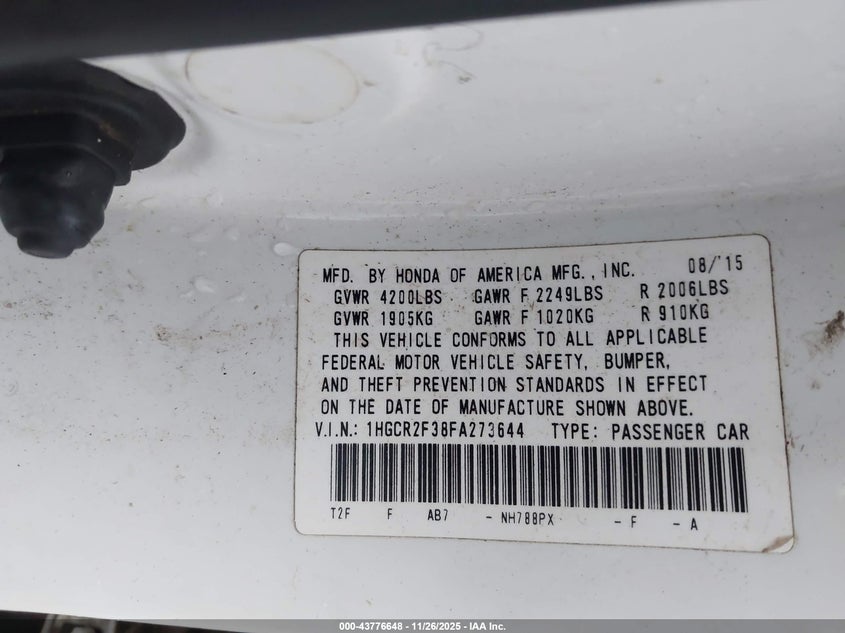 MFD. BY HONDA OF AMERICA MFG., INC. 08/'15
GVWR 4200LBS GAWR F 2249LBS R 2006LBS
GVWR 1905KG GAWR F 1020KG R 910KG
THIS VEHICLE CONFORMS TO ALL APPLICABLE
FEDERAL MOTOR VEHICLE SAFETY, BUMPER,
AND THEFT PREVENTION STANDARDS IN EFFECT
ON THE DATE OF MANUFACTURE SHOWN ABOVE.
V.I.N.: 1HGCR2F38FA273644 TYPE: PASSENGER CAR
T2F F AB7 - NH788PX - F - A
000-43776648 - 11/26/2025 - IAA Inc.